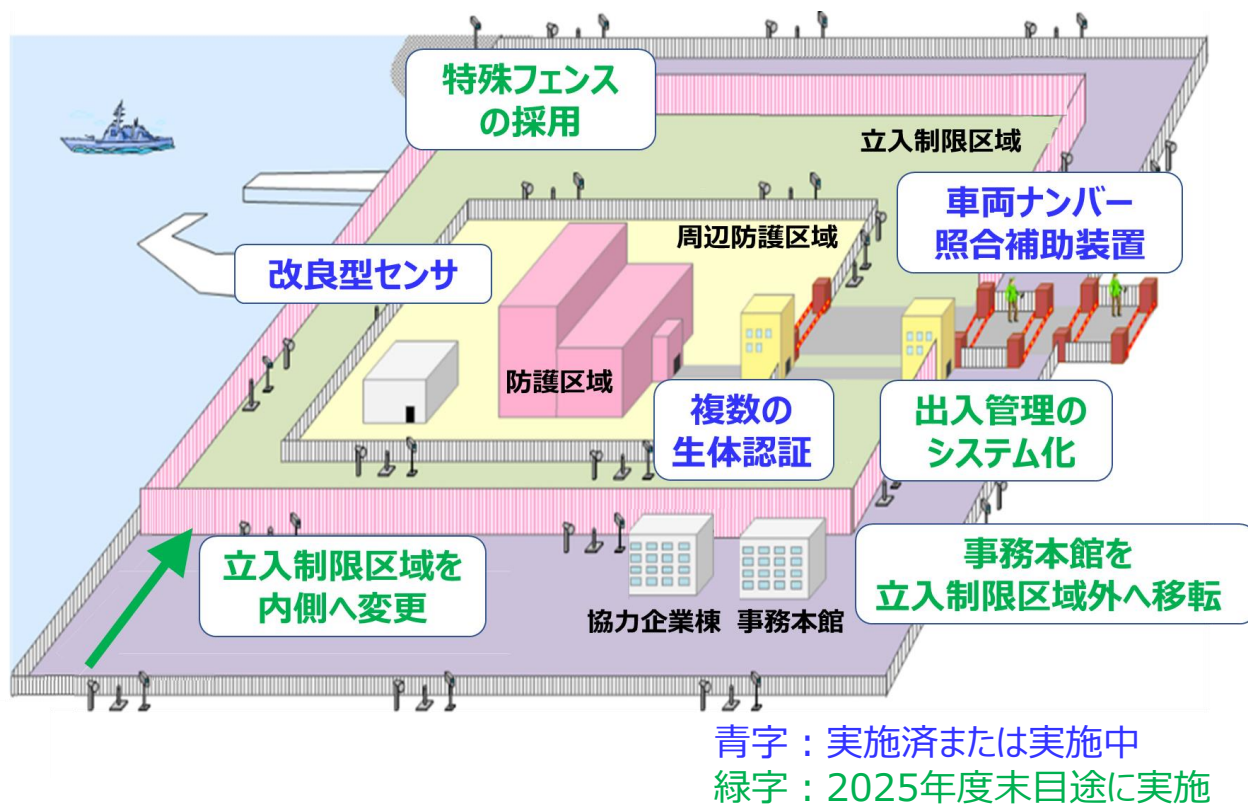 特殊フェンス
の採用
立入制限区域
車両ナンバー
照合補助装置
周辺防護区域
改良型センサ
防護区域
複数の
生体認証
出入管理の
システム化
立入制限区域を
内側へ変更
事務本館を
立入制限区域外へ移転
協力企業棟
事務本館
青字：実施済または実施中
緑字：2025年度末目途に実施